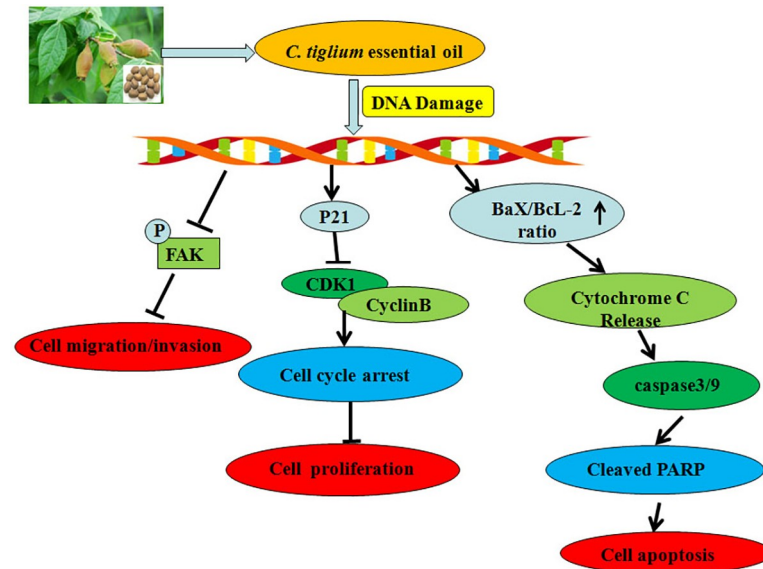 C. tiglium essential oil
DNA Damage
P
FAK
Cell migration/invasion
P21
CDK1
CyclinB
Cell cycle arrest
Cell proliferation
BaX/BcL-2
ratio
Cytochrome C
Release
caspase3/9
Cleaved PARP
Cell apoptosis